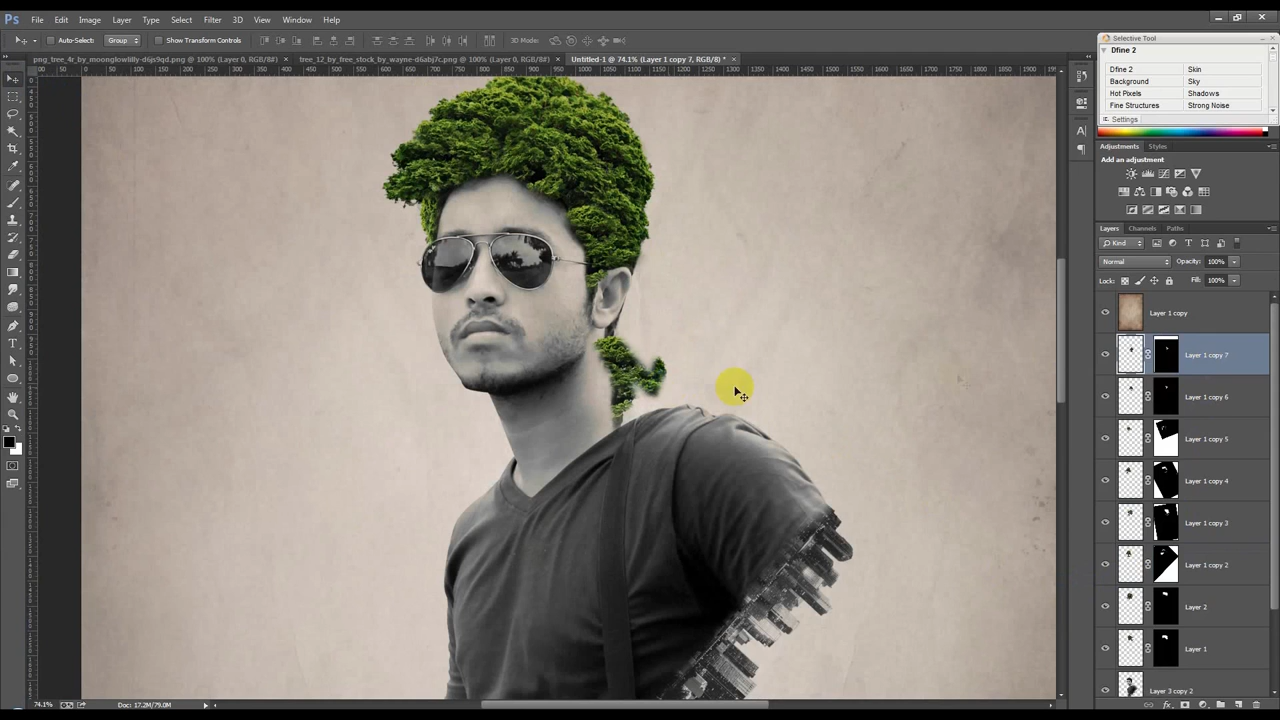 Ps File Edit Image Layer Type Select Filter 3D View Window Help
Auto-Select: Group Show Transform Controls 3D Mode:
png_tree_4r_by_moonglowlilly-d6js9qd.png @ 100% (Layer 0, RGB/8#) × tree_12_by_free_stock_by_wayne-d6abj7c.png @ 100% (Layer 0, RGB/8#) × Untitled-1 @ 74.1% (Layer 1 copy 7, RGB/8) * ×
Selective Tool
Dfine 2
Dfine 2 Skin
Background Sky
Hot Pixels Shadows
Fine Structures Strong Noise
Settings
Adjustments Styles
Add an adjustment
Layers Channels Paths
Kind
Normal Opacity: 100%
Lock: Fill: 100%
Layer 1 copy
Layer 1 copy 7
Layer 1 copy 6
Layer 1 copy 5
Layer 1 copy 4
Layer 1 copy 3
Layer 1 copy 2
Layer 2
Layer 1
Layer 3 copy 2
74.1% Doc: 17.2M/79.0M